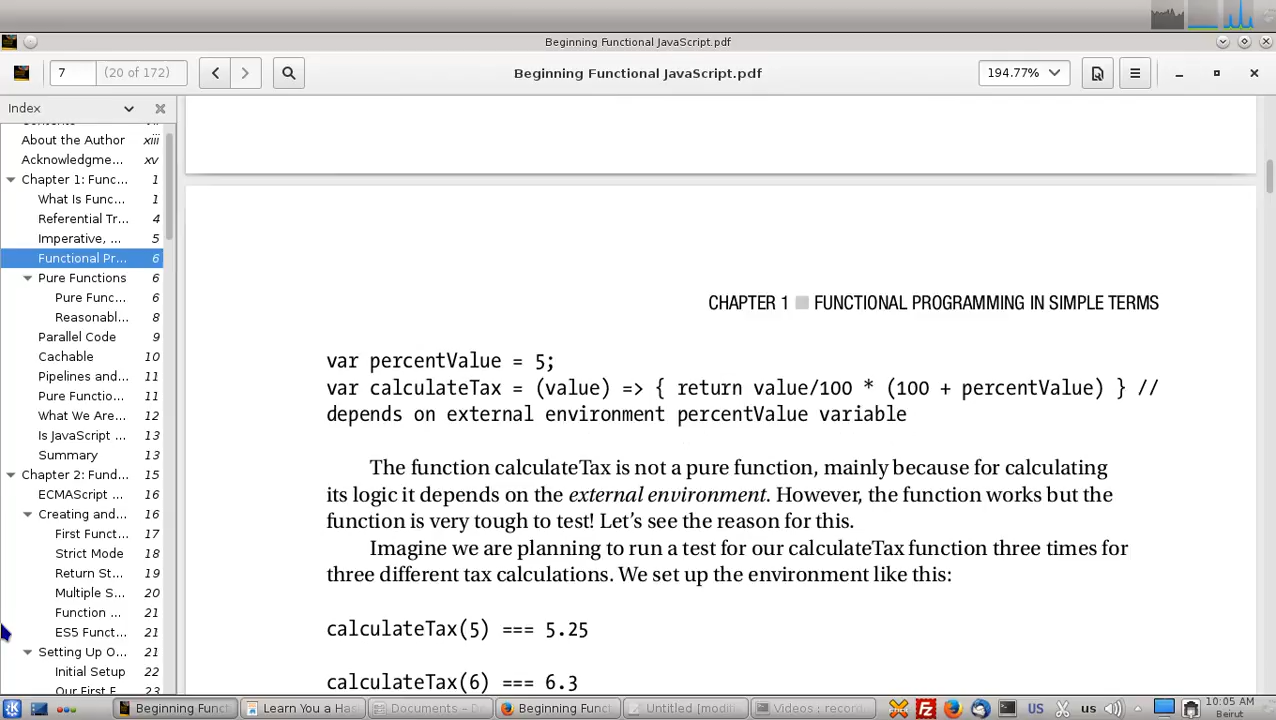 Beginning Functional JavaScript.pdf
7
(20 of 172)
Beginning Functional JavaScript.pdf
194.77%
Index
About the Author xiii
Acknowledgme... xv
Chapter 1: Func... 1
What Is Func... 1
Referential Tr... 4
Imperative, ... 5
Functional Pr... 6
Pure Functions 6
Pure Func... 6
Reasonabl... 8
Parallel Code 9
Cachable 10
Pipelines and... 11
Pure Functio... 11
What We Are... 12
Is JavaScript ... 13
Summary 13
Chapter 2: Fund... 15
ECMAScript ... 16
Creating and... 16
First Funct... 17
Strict Mode 18
Return St... 19
Multiple S... 20
Function ... 21
ES5 Funct... 21
Setting Up O... 21
Initial Setup 22
Our First F... 23
CHAPTER 1 FUNCTIONAL PROGRAMMING IN SIMPLE TERMS
var percentValue = 5;
var calculateTax = (value) => { return value/100 * (100 + percentValue) } //
depends on external environment percentValue variable
The function calculateTax is not a pure function, mainly because for calculating
its logic it depends on the external environment. However, the function works but the
function is very tough to test! Let's see the reason for this.
Imagine we are planning to run a test for our calculateTax function three times for
three different tax calculations. We set up the environment like this:
calculateTax(5) === 5.25
calculateTax(6) === 6.3
Beginning Funct
Learn You a Has
Documents – D
Beginning Func
Untitled [modifi
Videos : record
US
us
10:05 AM
Beirut